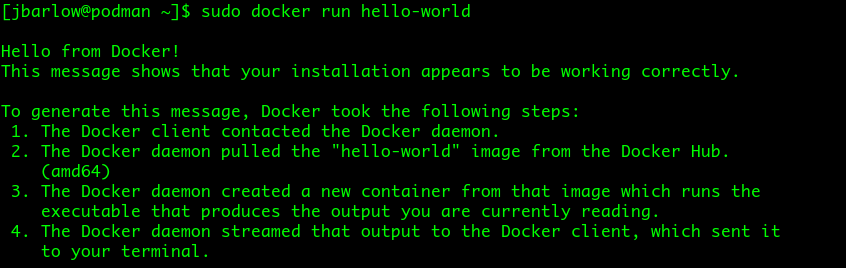 [jbarlow@podman ~]$ sudo docker run hello-world
Hello from Docker!
This message shows that your installation appears to be working correctly.
To generate this message, Docker took the following steps:
1. The Docker client contacted the Docker daemon.
2. The Docker daemon pulled the "hello-world" image from the Docker Hub.
(amd64)
3. The Docker daemon created a new container from that image which runs the
executable that produces the output you are currently reading.
4. The Docker daemon streamed that output to the Docker client, which sent it
to your terminal.